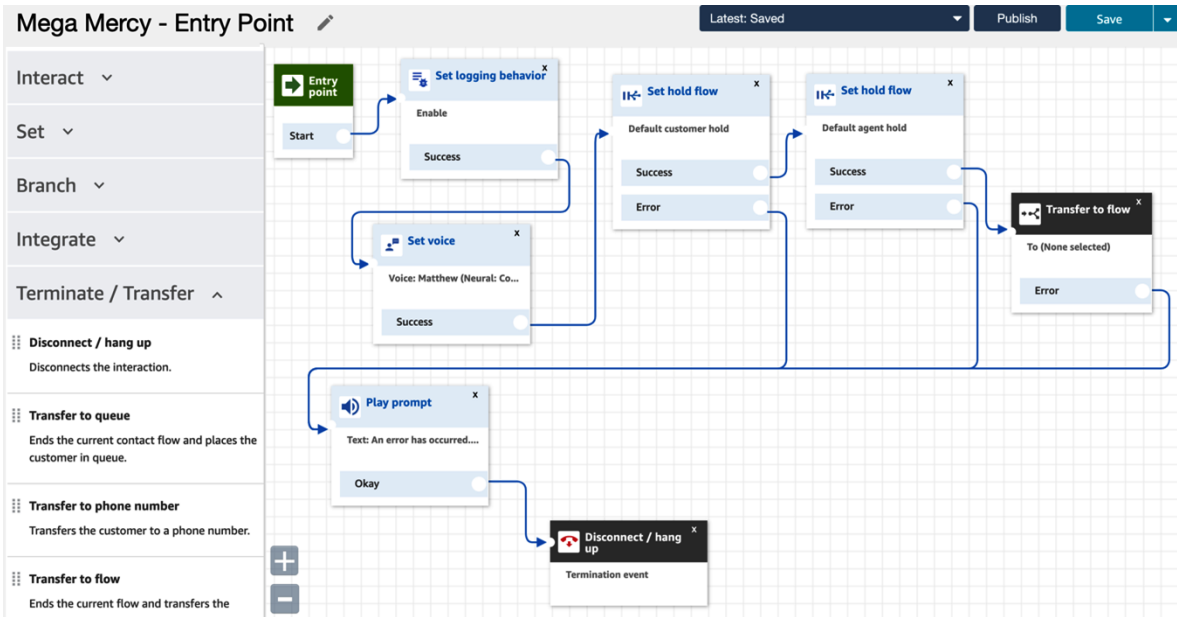 Mega Mercy - Entry Point
Latest: Saved
Publish
Save
Interact
Set
Branch
Integrate
Terminate / Transfer
Disconnect / hang up
Disconnects the interaction.
Transfer to queue
Ends the current contact flow and places the
customer in queue.
Transfer to phone number
Transfers the customer to a phone number.
Transfer to flow
Ends the current flow and transfers the
Entry
point
Start
Set logging behavior
x
Enable
Success
Set voice
x
Voice: Matthew (Neural: Co...
Success
Set hold flow
x
Default customer hold
Success
Error
Set hold flow
x
Default agent hold
Success
Error
Transfer to flow
x
To (None selected)
Error
Play prompt
x
Text: An error has occurred....
Okay
Disconnect / hang
up
x
Termination event